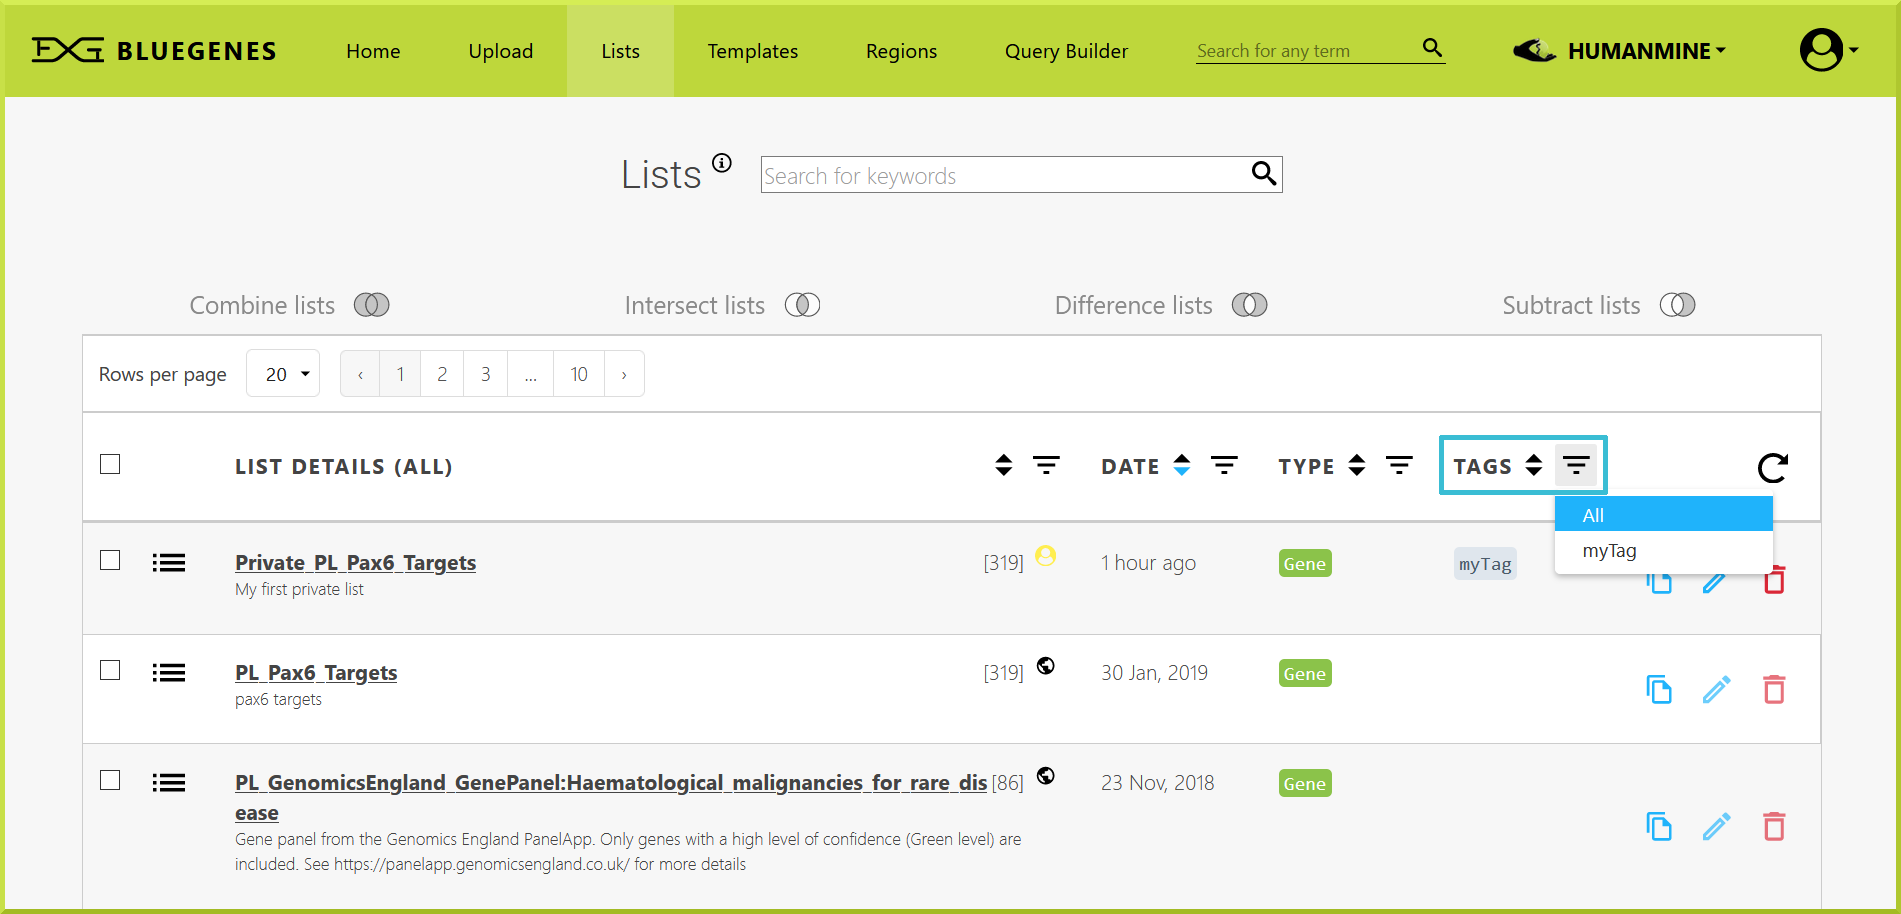 BLUEGENES Home Upload Lists Templates Regions Query Builder Search for any term HUMANMINE
Lists Search for keywords
Combine lists Intersect lists Difference lists Subtract lists
Rows per page 20 ‹ 1 2 3 ... 10 ›
LIST DETAILS (ALL) DATE TYPE TAGS
All
myTag
Private_PL_Pax6_Targets [319] 1 hour ago Gene myTag
My first private list
PL_Pax6_Targets [319] 30 Jan, 2019 Gene
pax6 targets
PL_GenomicsEngland_GenePanel:Haematological_malignancies_for_rare_dis [86] 23 Nov, 2018 Gene
ease
Gene panel from the Genomics England PanelApp. Only genes with a high level of confidence (Green level) are
included. See https://panelapp.genomicsengland.co.uk/ for more details